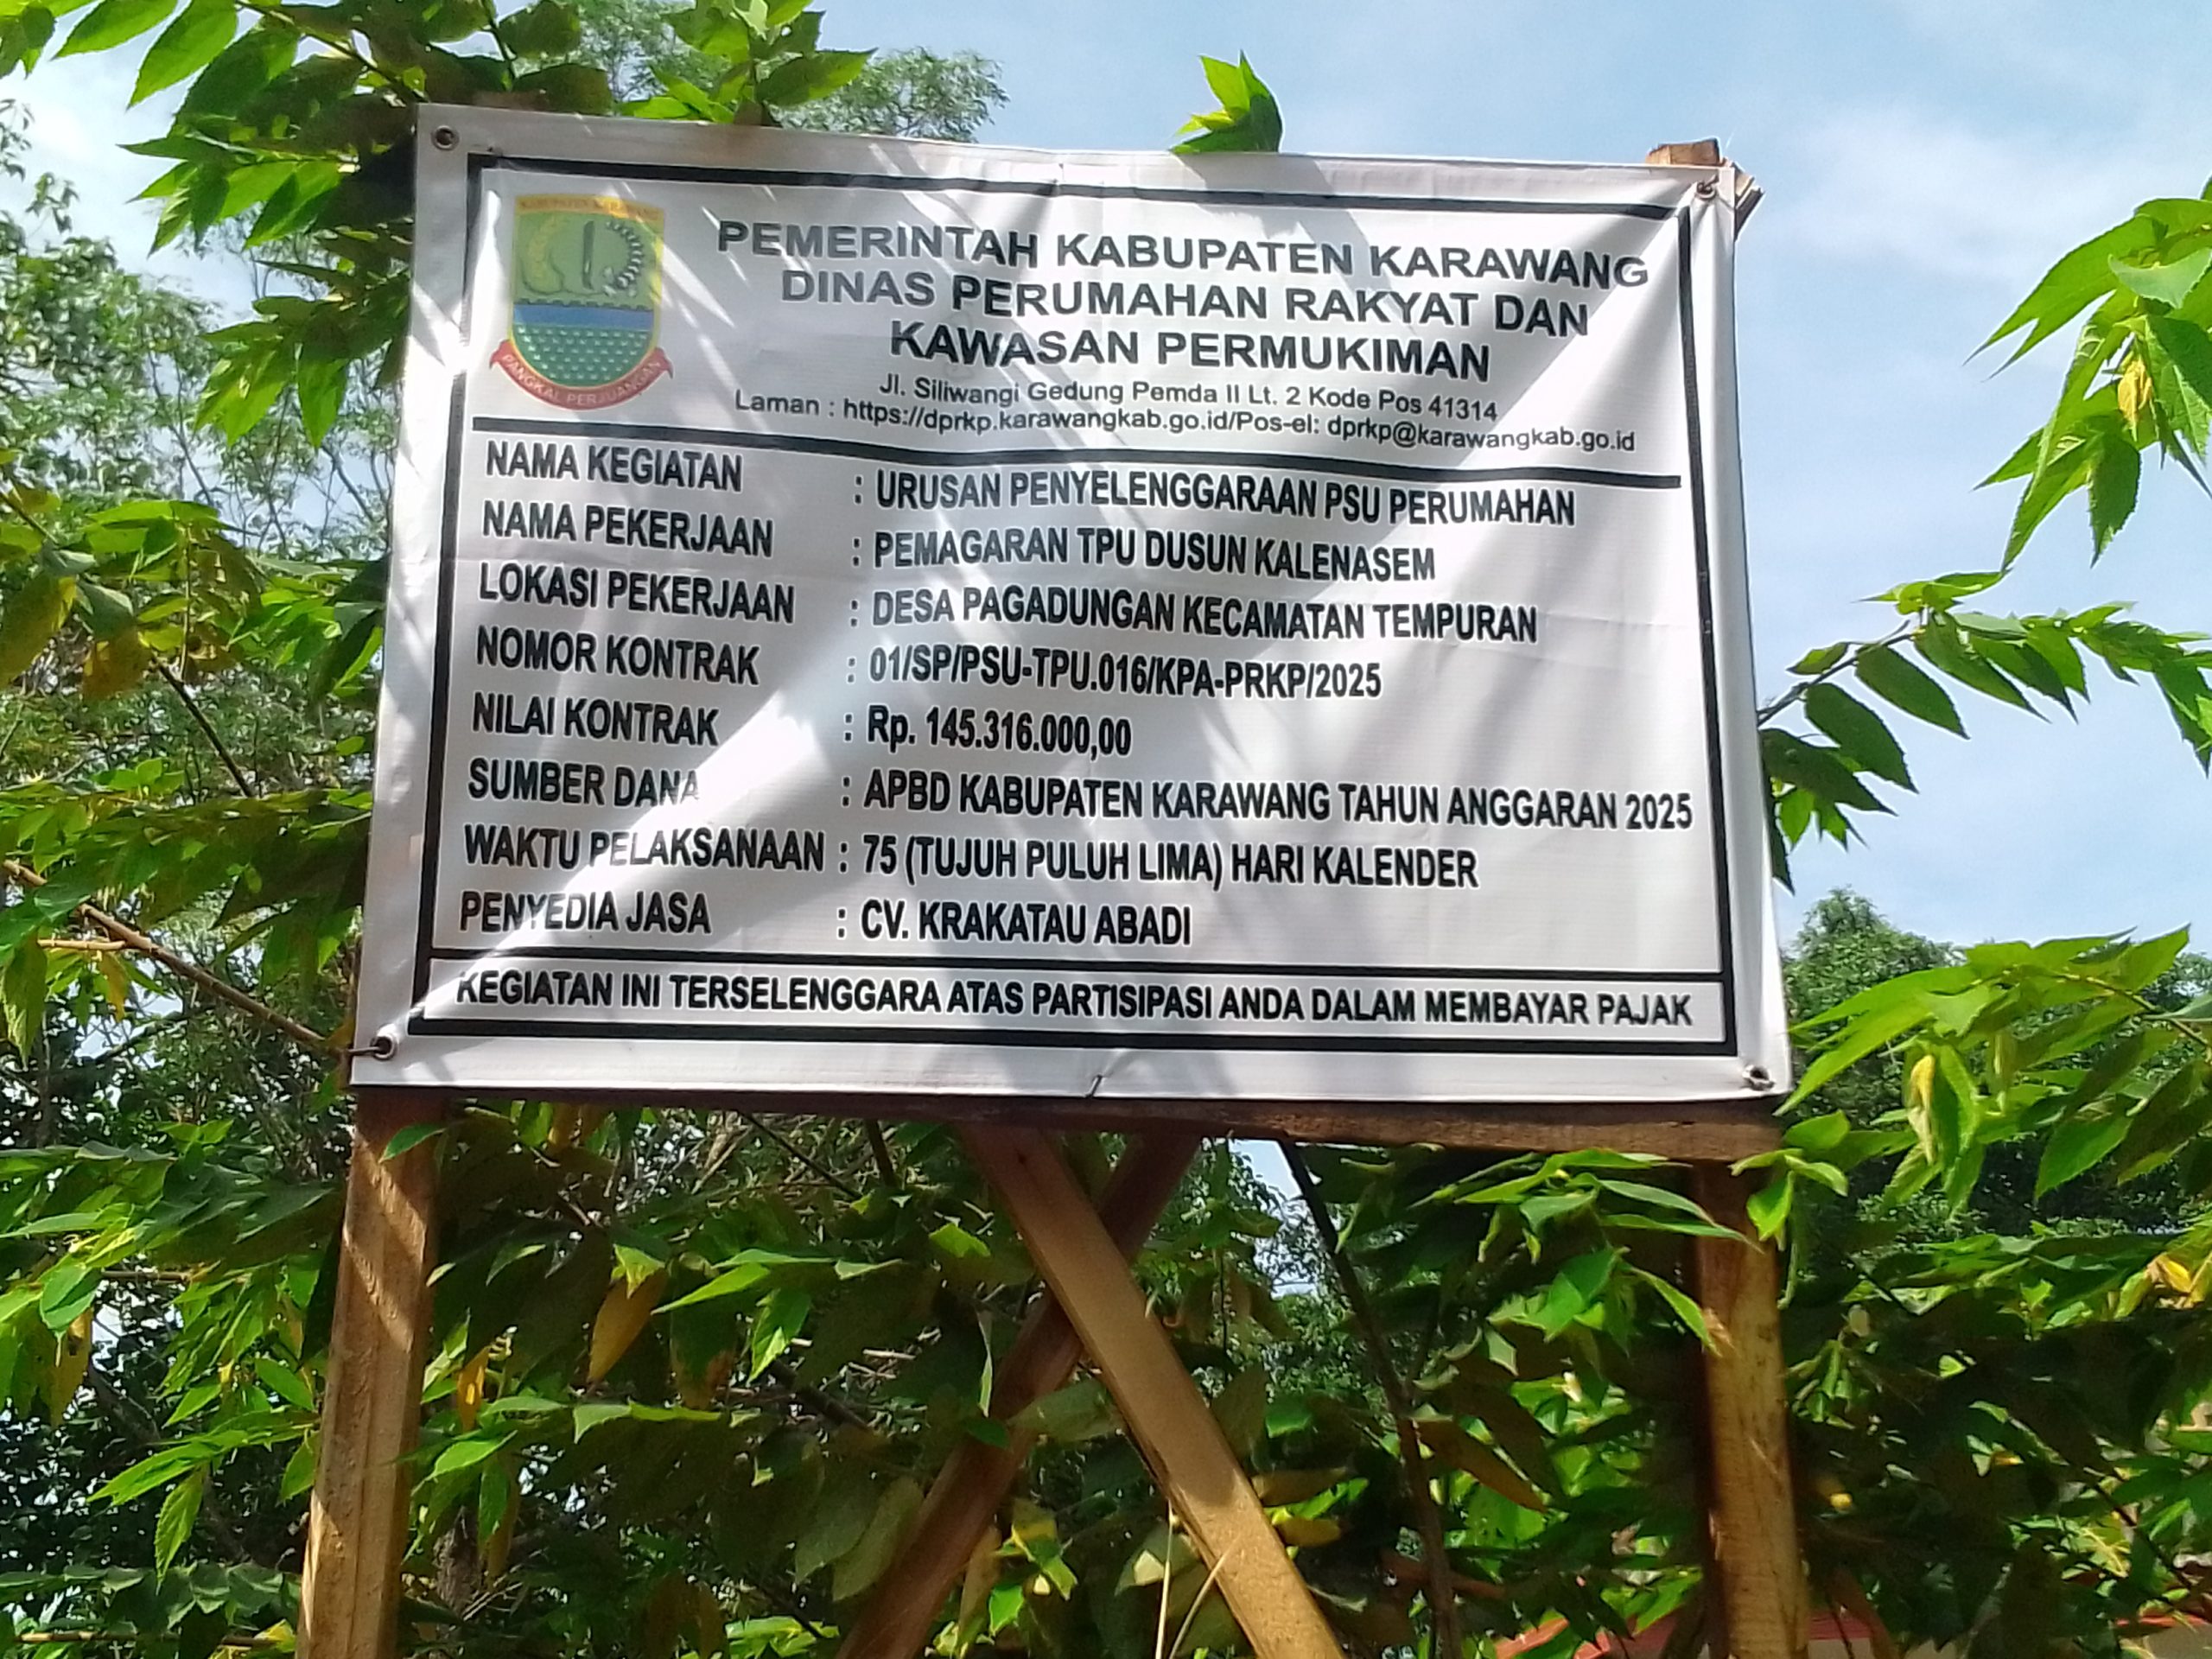 KABUPATEN KARAWANG
PANGKAL PERJUANGAN
PEMERINTAH KABUPATEN KARAWANG
DINAS PERUMAHAN RAKYAT DAN
KAWASAN PERMUKIMAN
Jl. Siliwangi Gedung Pemda II Lt. 2 Kode Pos 41314
Laman : https://dprkp.karawangkab.go.id/Pos-el: dprkp@karawangkab.go.id
NAMA KEGIATAN : URUSAN PENYELENGGARAAN PSU PERUMAHAN
NAMA PEKERJAAN : PEMAGARAN TPU DUSUN KALENASEM
LOKASI PEKERJAAN : DESA PAGADUNGAN KECAMATAN TEMPURAN
NOMOR KONTRAK : 01/SP/PSU-TPU.016/KPA-PRKP/2025
NILAI KONTRAK : Rp. 145.316.000,00
SUMBER DANA : APBD KABUPATEN KARAWANG TAHUN ANGGARAN 2025
WAKTU PELAKSANAAN : 75 (TUJUH PULUH LIMA) HARI KALENDER
PENYEDIA JASA : CV. KRAKATAU ABADI
KEGIATAN INI TERSELENGGARA ATAS PARTISIPASI ANDA DALAM MEMBAYAR PAJAK